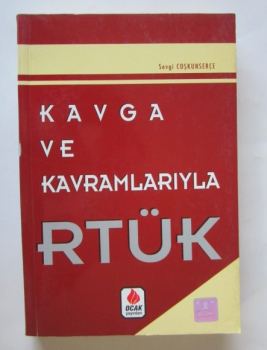 Sevgi COŞKUNSERÇE
KAVGA
VE
KAVRAMLARIYLA
RTÜK
OCAK
yayınları